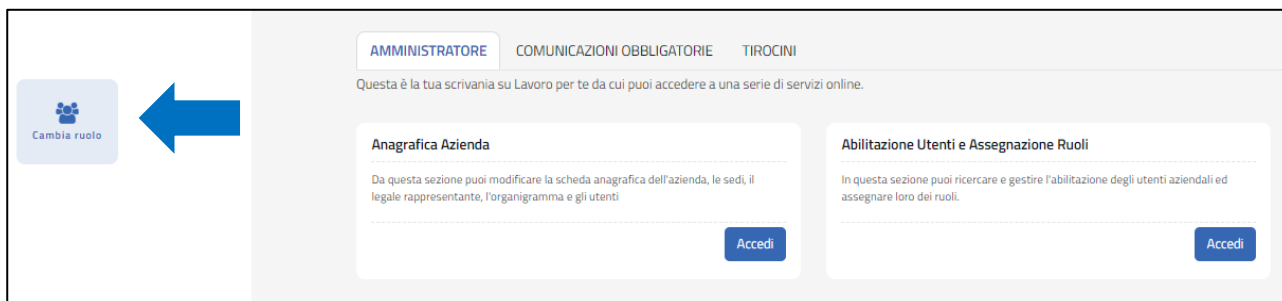 Cambia ruolo
AMMINISTRATORE COMUNICAZIONI OBBLIGATORIE TIROCINI
Questa è la tua scrivania su Lavoro per te da cui puoi accedere a una serie di servizi online.
Anagrafica Azienda
Da questa sezione puoi modificare la scheda anagrafica dell'azienda, le sedi, il
legale rappresentante, l'organigramma e gli utenti
Accedi
Abilitazione Utenti e Assegnazione Ruoli
In questa sezione puoi ricercare e gestire l'abilitazione degli utenti aziendali ed
assegnare loro dei ruoli.
Accedi